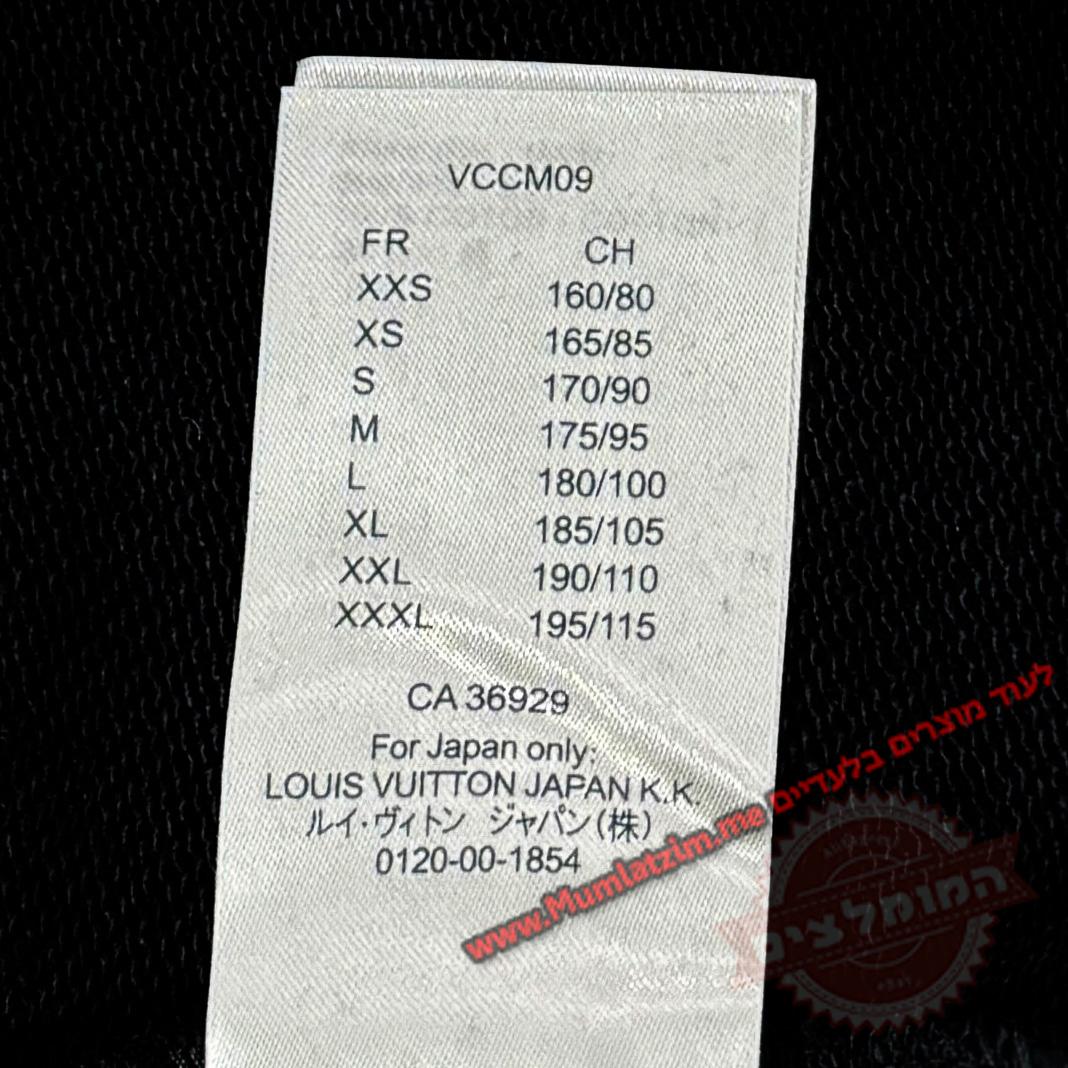 VCCM09
FR CH
XXS 160/80
XS 165/85
S 170/90
M 175/95
L 180/100
XL 185/105
XXL 190/110
XXXL 195/115
CA 36929
For Japan only:
LOUIS VUITTON JAPAN K.K.
ルイ・ヴィトン ジャパン(株)
0120-00-1854
www.Mumlatzim.me לעוד מוצרים בלעדיים
המומלצים